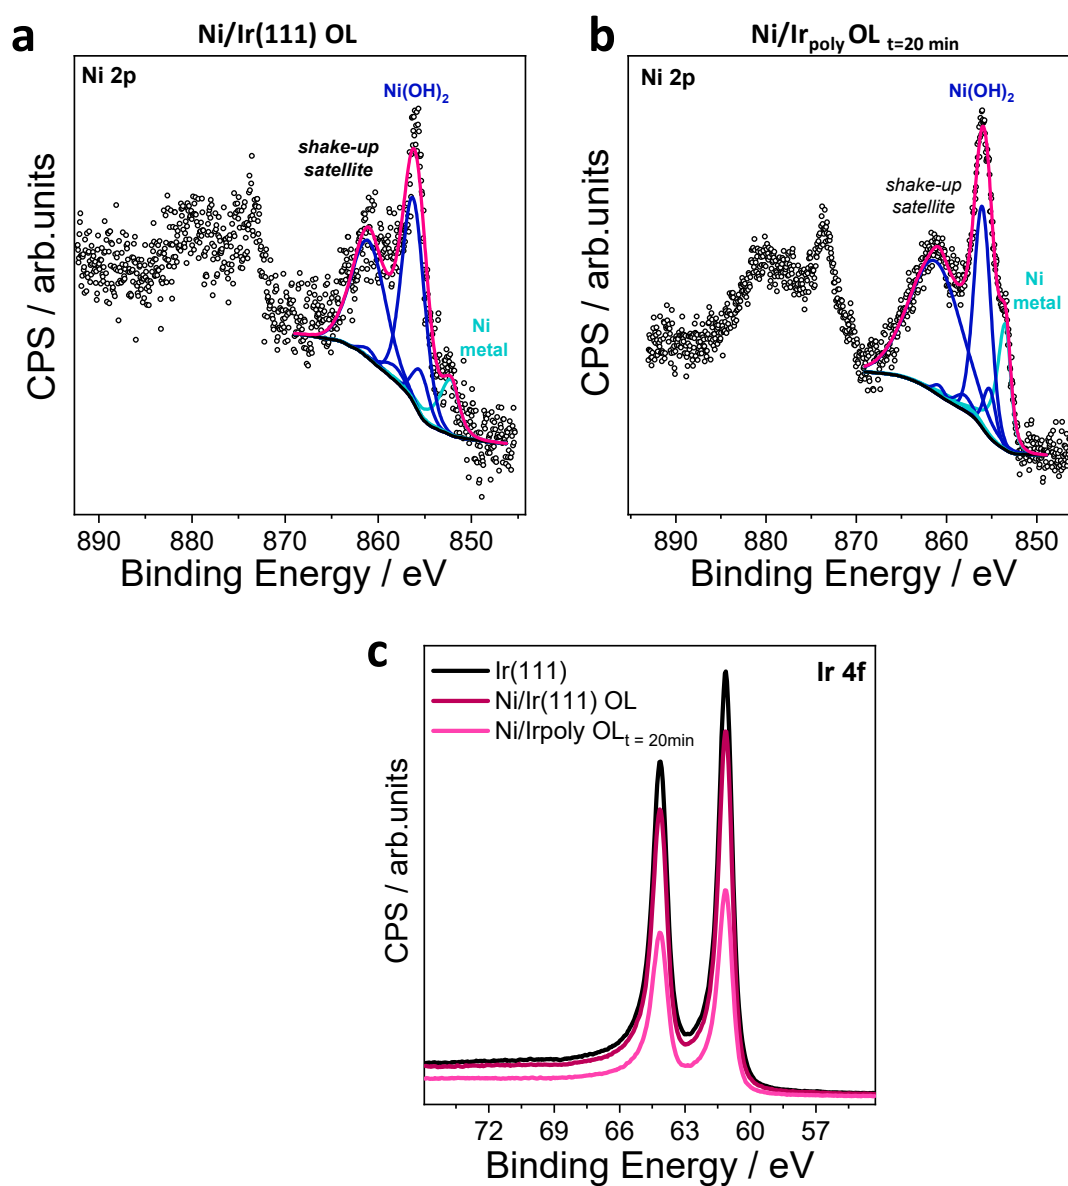 a
Ni/Ir(111) OL
Ni 2p
Ni(OH)2
shake-up
satellite
Ni
metal
CPS / arb.units
890 880 870 860 850
Binding Energy / eV
b
Ni/Irpoly OL t=20 min
Ni 2p
Ni(OH)2
shake-up
satellite
Ni
metal
CPS / arb.units
890 880 870 860 850
Binding Energy / eV
c
Ir(111)
Ni/Ir(111) OL
Ni/Irpoly OLt = 20min
Ir 4f
CPS / arb.units
72 69 66 63 60 57
Binding Energy / eV